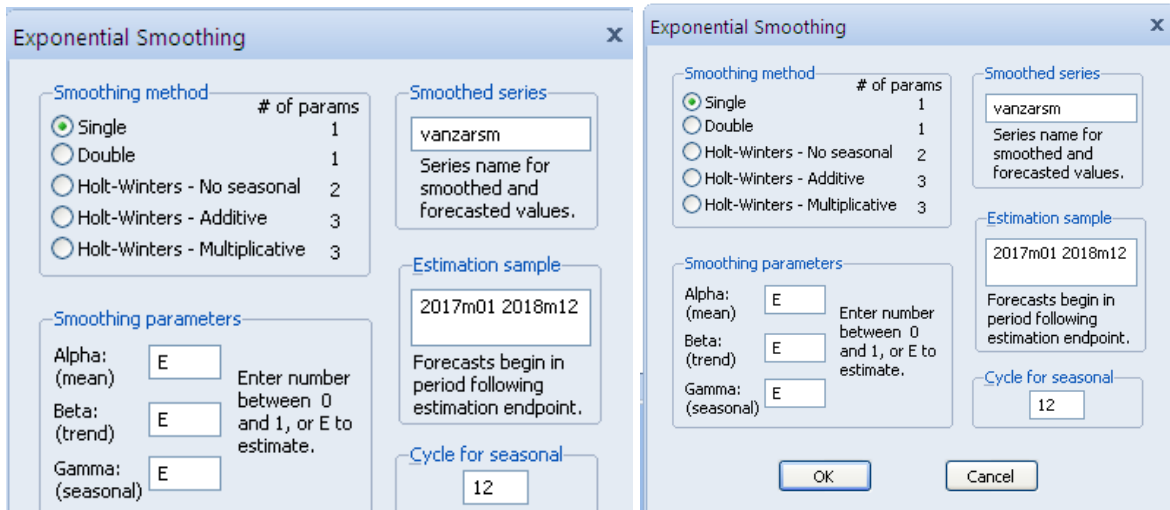 Exponential Smoothing
x
Smoothing method
# of params
Single 1
Double 1
Holt-Winters - No seasonal 2
Holt-Winters - Additive 3
Holt-Winters - Multiplicative 3
Smoothed series
vanzarsm
Series name for
smoothed and
forecasted values.
Smoothing parameters
Alpha:
(mean)
E
Beta:
(trend)
E
Gamma:
(seasonal)
E
Enter number
between 0
and 1, or E to
estimate.
Estimation sample
2017m01 2018m12
Forecasts begin in
period following
estimation endpoint.
Cycle for seasonal
12
Exponential Smoothing
x
Smoothing method
# of params
Single 1
Double 1
Holt-Winters - No seasonal 2
Holt-Winters - Additive 3
Holt-Winters - Multiplicative 3
Smoothed series
vanzarsm
Series name for
smoothed and
forecasted values.
Smoothing parameters
Alpha:
(mean)
E
Beta:
(trend)
E
Gamma:
(seasonal)
E
Enter number
between 0
and 1, or E to
estimate.
Estimation sample
2017m01 2018m12
Forecasts begin in
period following
estimation endpoint.
Cycle for seasonal
12
OK
Cancel